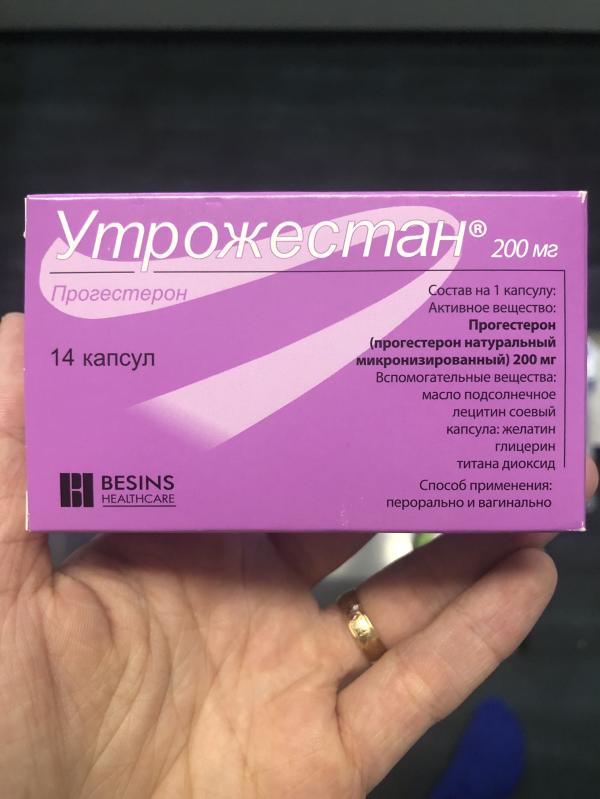 Утрожестан® 200 мг
Прогестерон
14 капсул
Состав на 1 капсулу:
Активное вещество:
Прогестерон
(прогестерон натуральный
микронизированный) 200 мг
Вспомогательные вещества:
масло подсолнечное
лецитин соевый
капсула: желатин
глицерин
титана диоксид
Способ применения:
перорально и вагинально
BESINS
HEALTHCARE